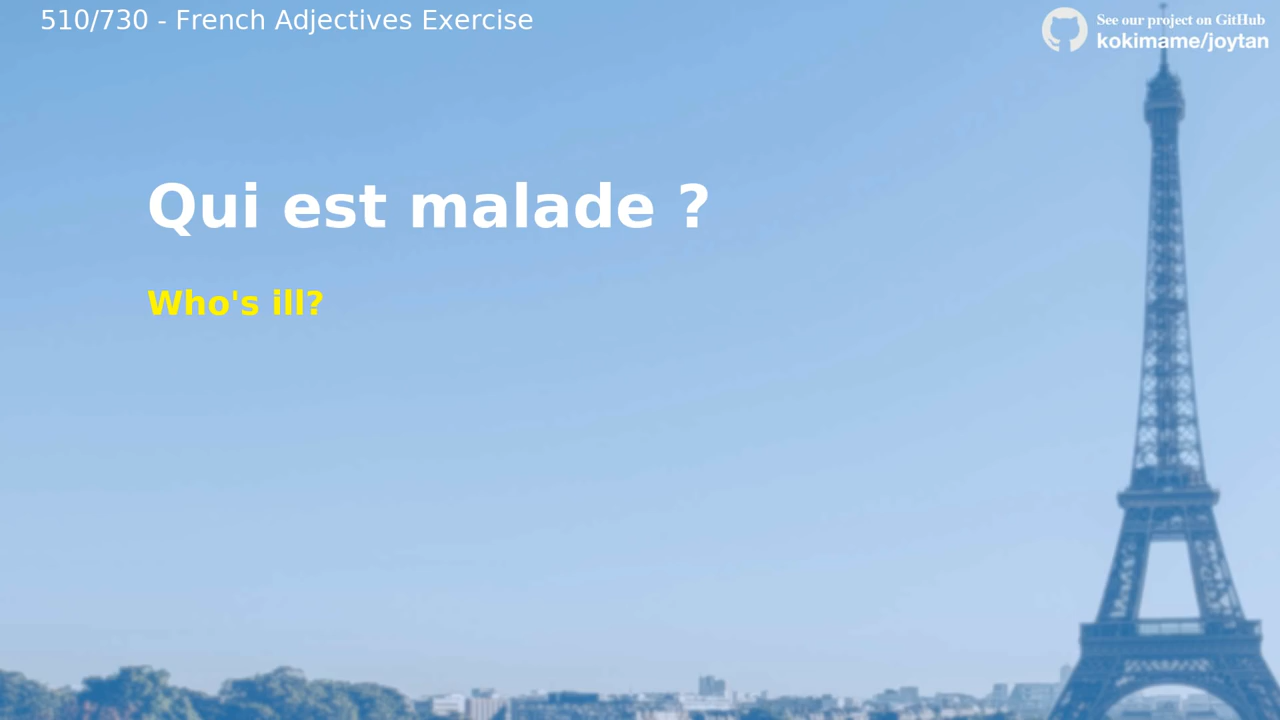 510/730 - French Adjectives Exercise
See our project on GitHub
kokimame/joytan
Qui est malade ?
Who's ill?